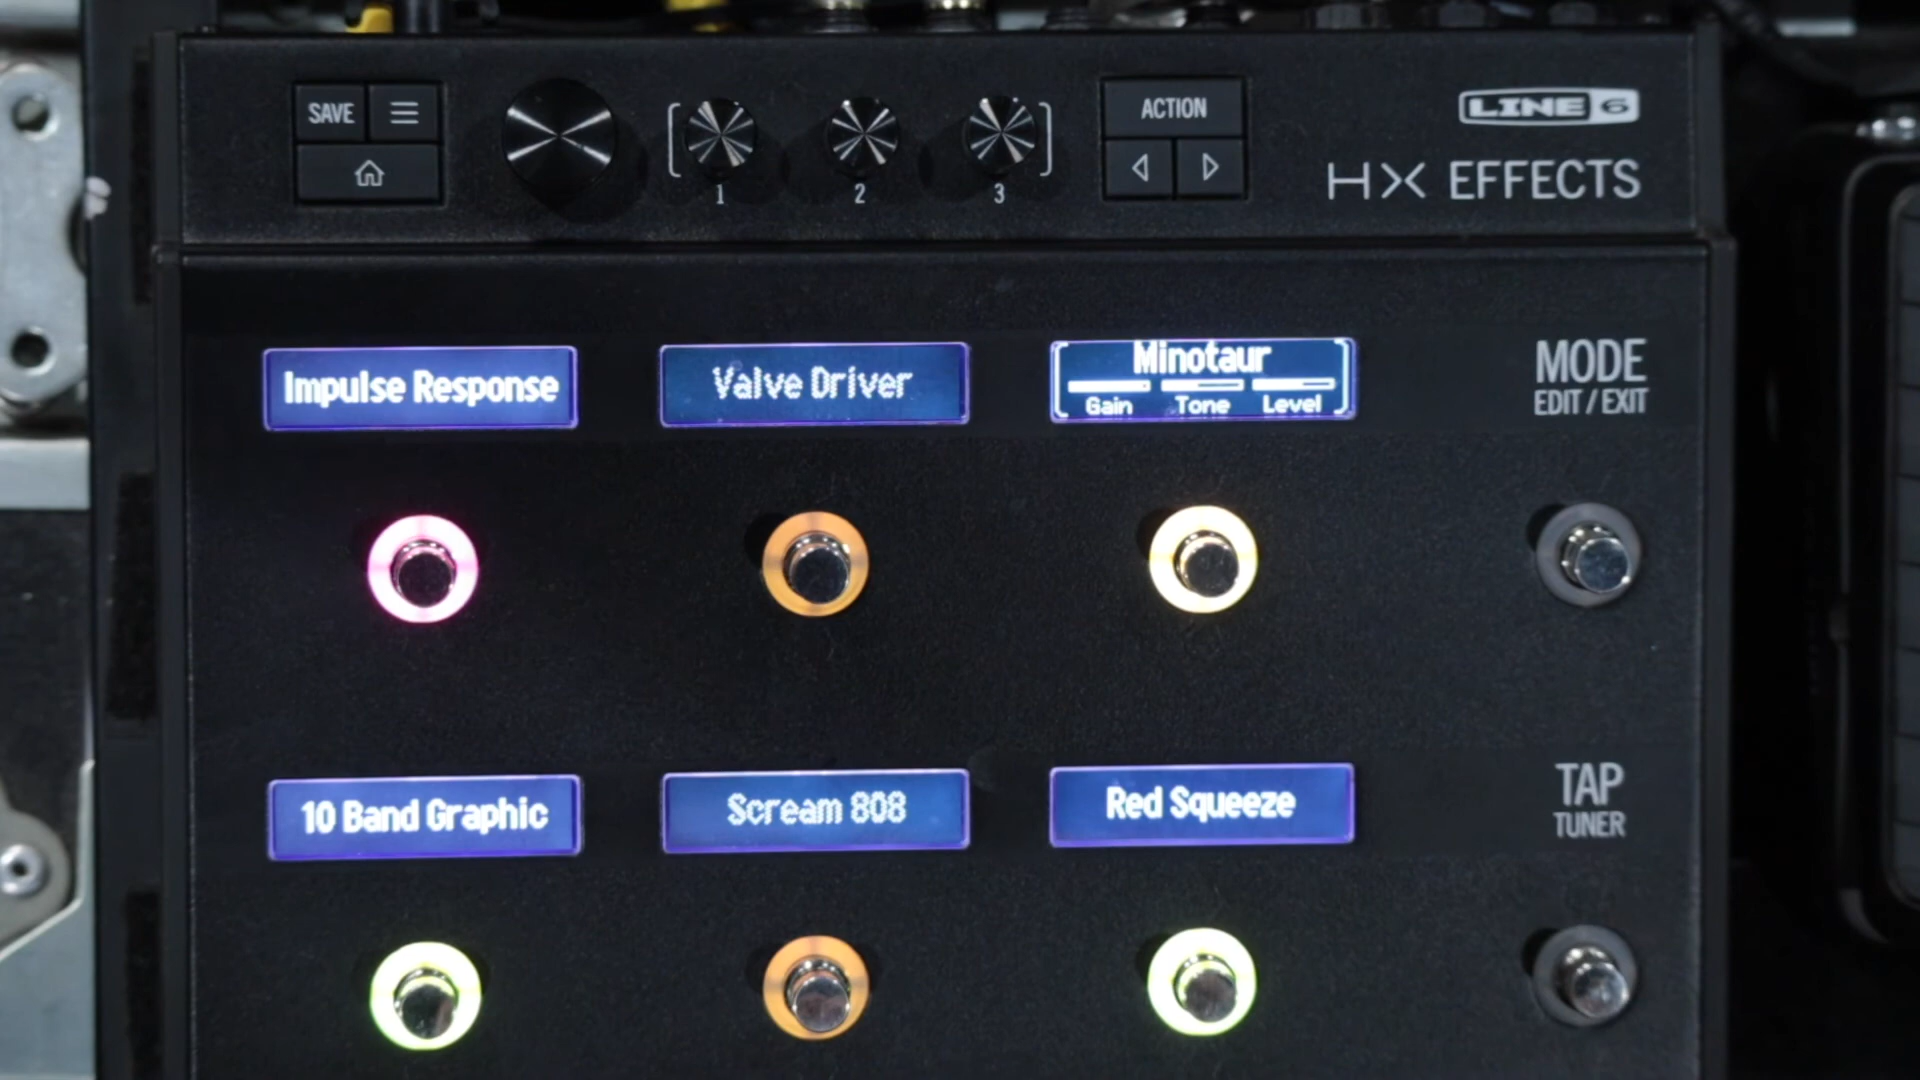 SAVE
1
2
3
ACTION
LINE 6
HX EFFECTS
Impulse Response
Valve Driver
Minotaur
Gain Tone Level
MODE
EDIT / EXIT
10 Band Graphic
Scream 808
Red Squeeze
TAP
TUNER